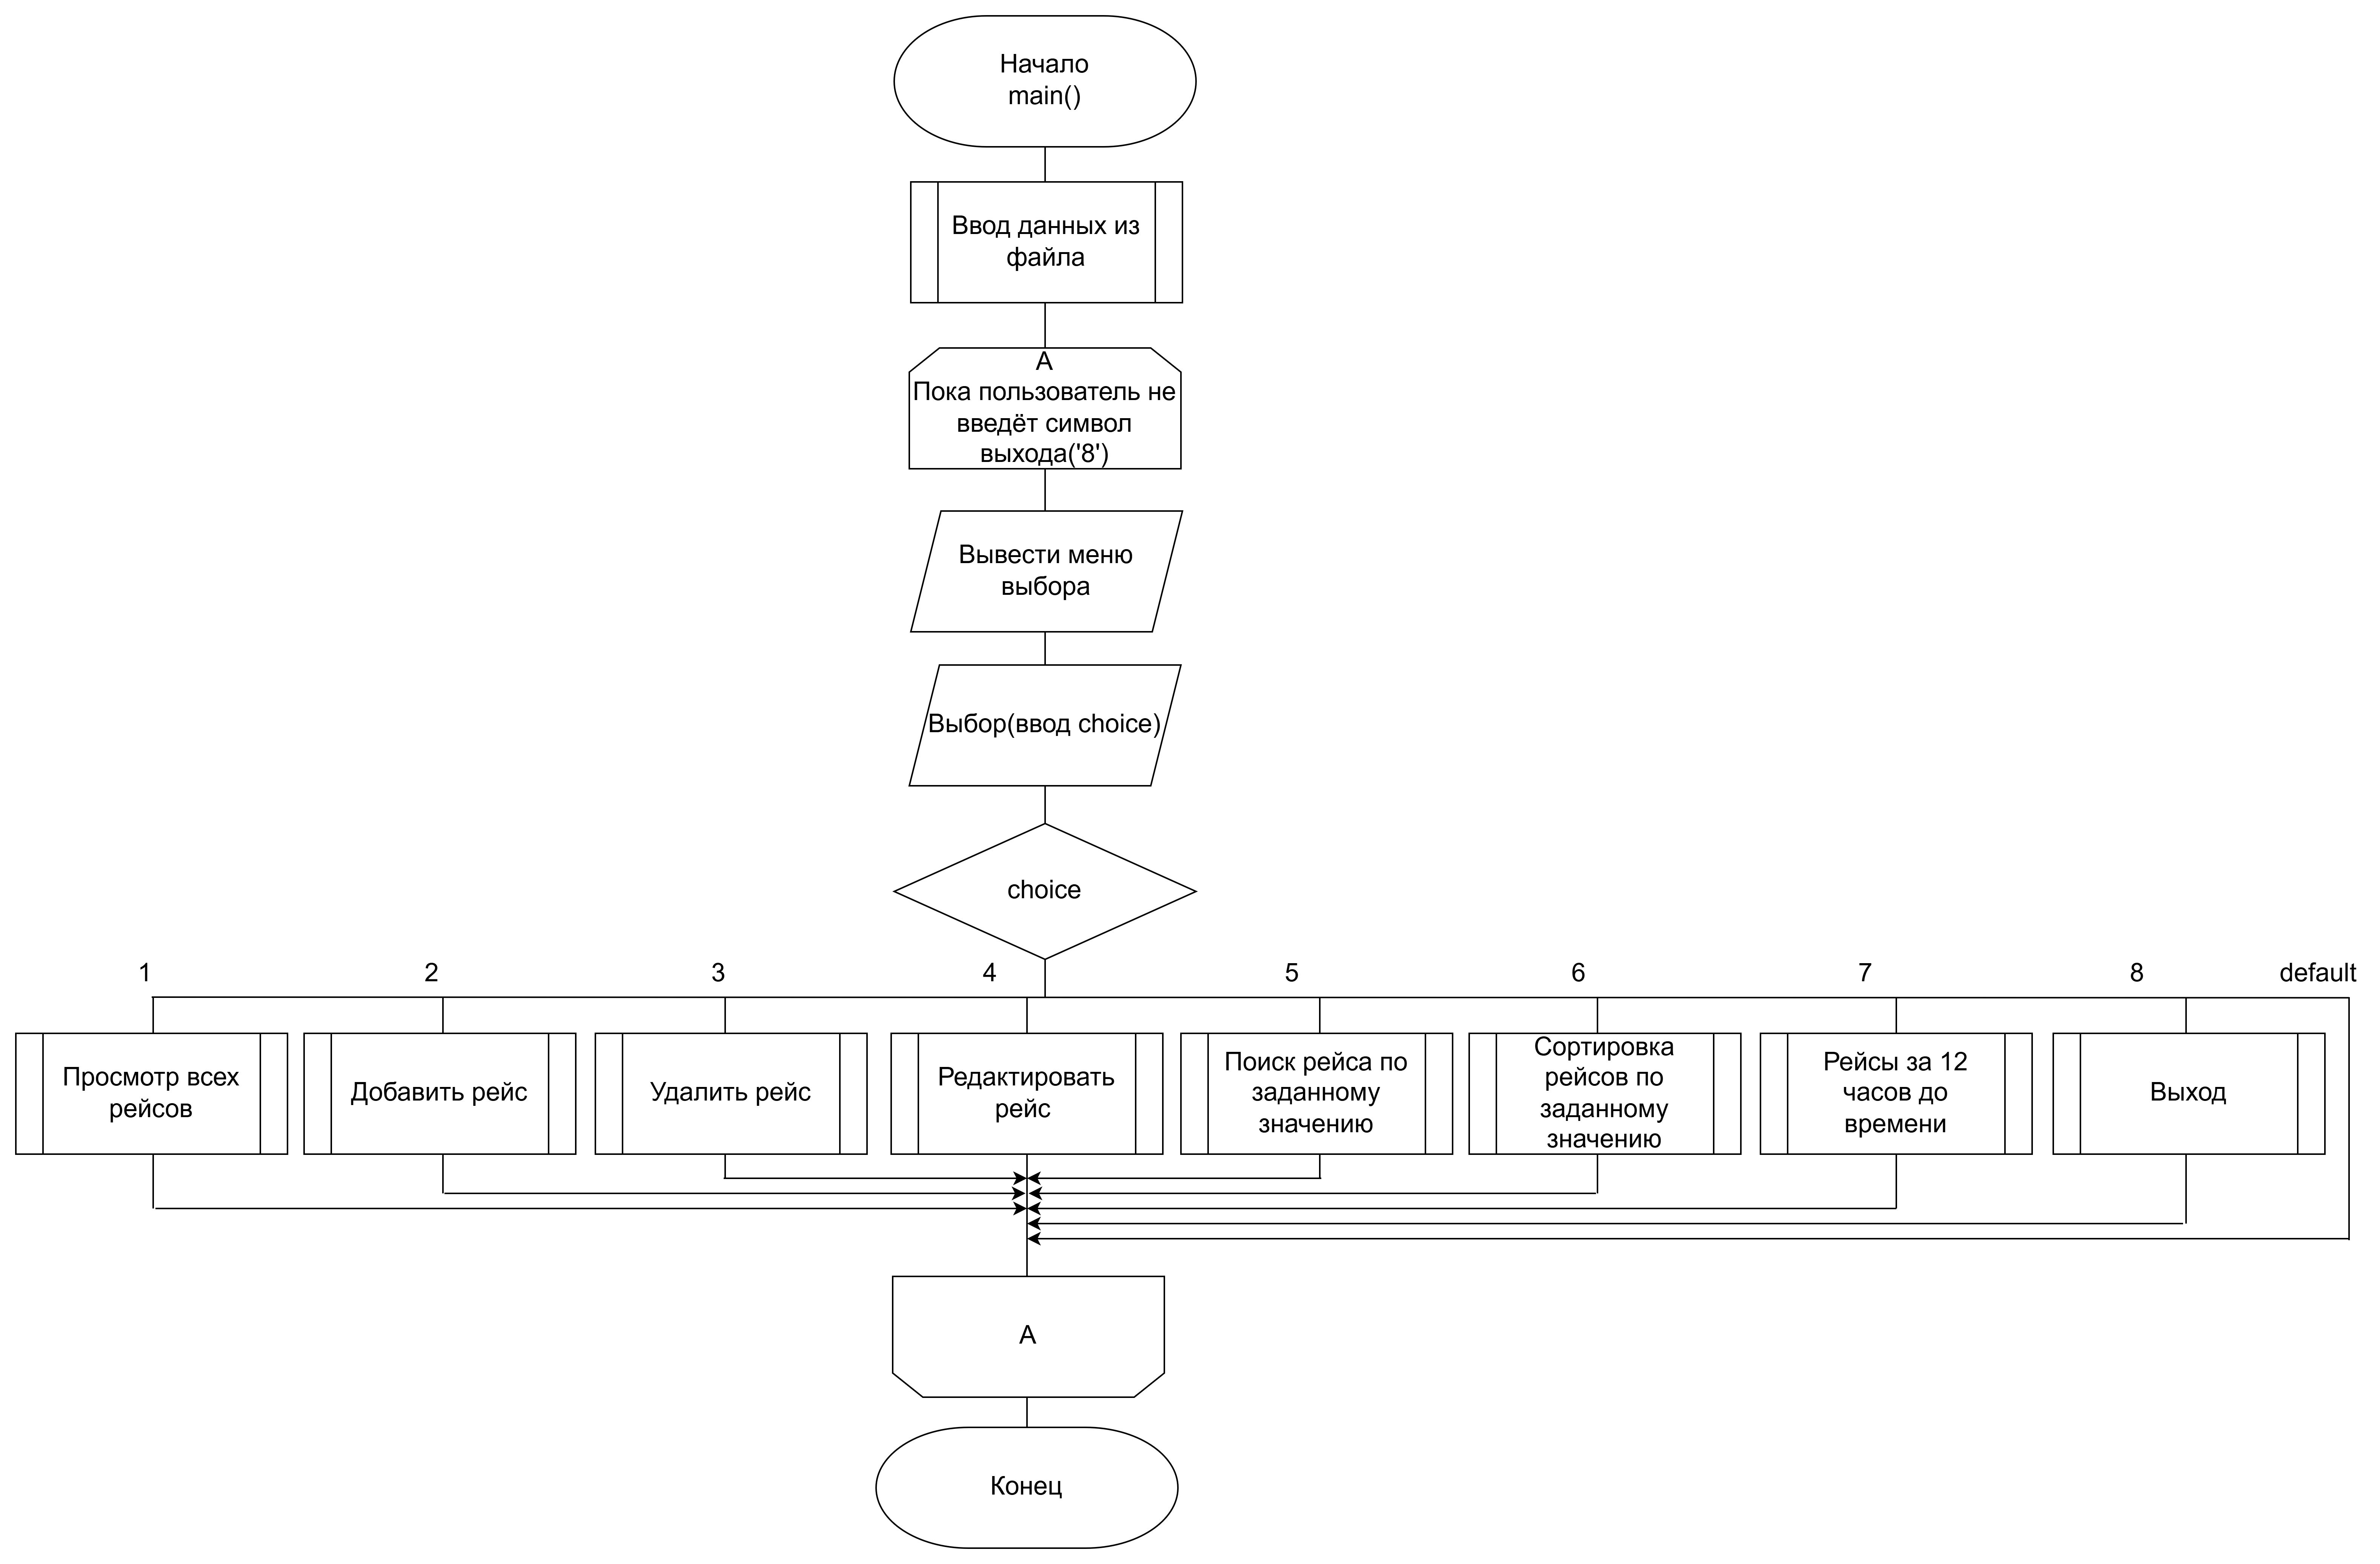 Начало
main()
Ввод данных из
файла
А
Пока пользователь не
введёт символ
выхода('8')
Вывести меню
выбора
Выбор(ввод choice)
choice
1
2
3
4
5
6
7
8
default
Просмотр всех
рейсов
Добавить рейс
Удалить рейс
Редактировать
рейс
Поиск рейса по
заданному
значению
Сортировка
рейсов по
заданному
значению
Рейсы за 12
часов до
времени
Выход
А
Конец